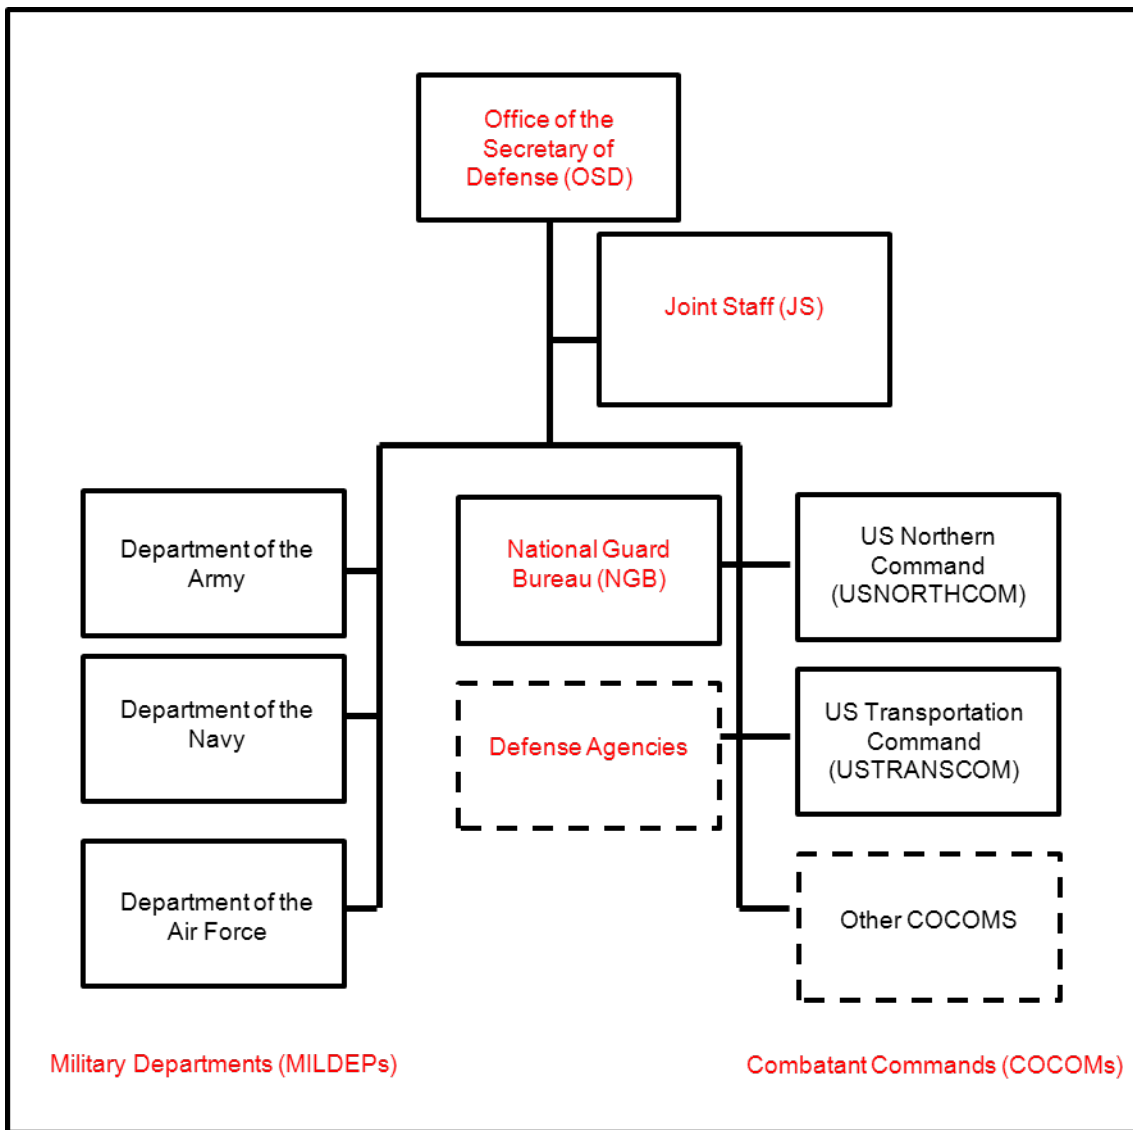 Office of the
Secretary of
Defense (OSD)
Joint Staff (JS)
Department of the
Army
National Guard
Bureau (NGB)
US Northern
Command
(USNORTHCOM)
Department of the
Navy
Defense Agencies
US Transportation
Command
(USTRANSCOM)
Department of the
Air Force
Other COCOMS
Military Departments (MILDEPs)
Combatant Commands (COCOMs)